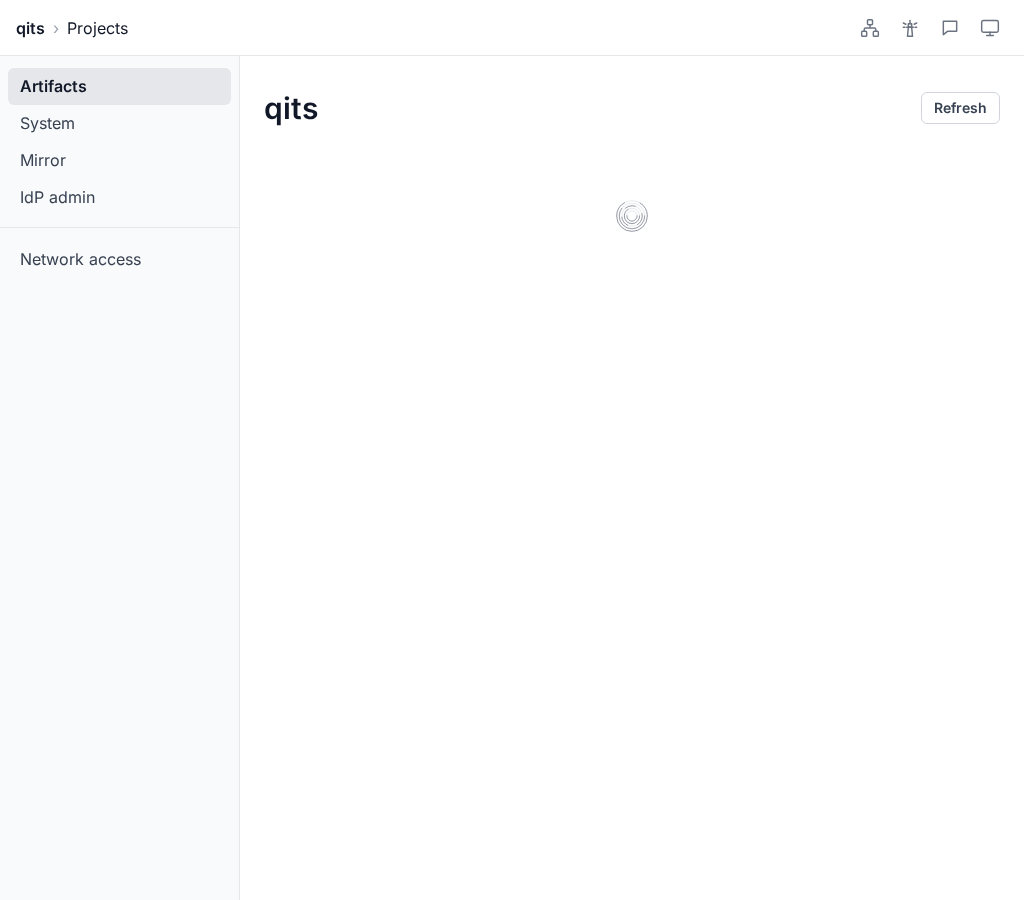 qits › Projects
Artifacts
System
Mirror
IdP admin
Network access
qits
Refresh